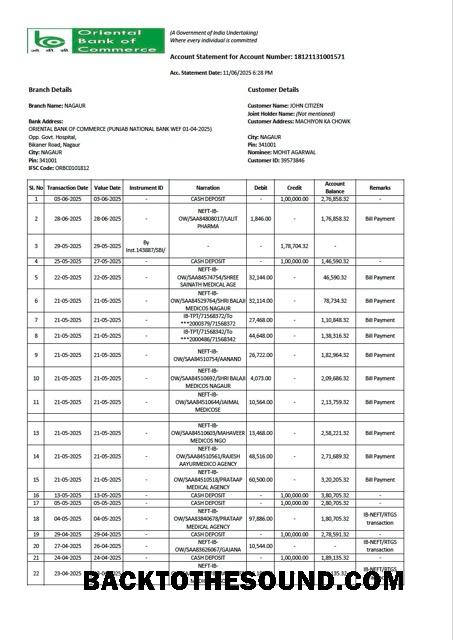 Oriental
Bank of
Commerce
(A Government of India Undertaking)
Where every individual is committed
Account Statement for Account Number: 18121131001571
Acc. Statement Date: 11/06/2025 6:28 PM
Branch Details
Branch Name: NAGAUR
Bank Address:
ORIENTAL BANK OF COMMERCE (PUNJAB NATIONAL BANK WEF 01-04-2025)
Opp. Govt. Hospital,
Bikaner Road, Nagaur
City: NAGAUR
Pin: 341001
IFSC Code: ORBC0101812
Customer Details
Customer Name: JOHN CITIZEN
Joint Holder Name: (Not mentioned)
Customer Address: MACHIYON KA CHOWK
City: NAGAUR
Pin: 341001
Nominee: MOHIT AGARWAL
Customer ID: 39573846
Sl. No Transaction Date Value Date Instrument ID Narration Debit Credit Account Balance Remarks
1 03-06-2025 03-06-2025 - CASH DEPOSIT - 1,00,000.00 2,76,858.32 -
2 28-06-2025 28-06-2025 - NEFT-IB-OW/SAA84808017/LALIT PHARMA 1,846.00 - 1,76,858.32 Bill Payment
3 29-05-2025 29-05-2025 By Inst.143887/SBI/ - - 1,78,704.32 -
4 25-05-2025 27-05-2025 - CASH DEPOSIT - 1,00,000.00 1,46,590.32 -
5 22-05-2025 22-05-2025 - NEFT-IB-OW/SAA84574754/SHREE SAINATH MEDICAL AGE 32,144.00 - 46,590.32 Bill Payment
6 21-05-2025 21-05-2025 - NEFT-IB-OW/SAA84529764/SHRI BALAJI MEDICOS NAGAUR 32,114.00 - 78,734.32 Bill Payment
7 21-05-2025 21-05-2025 - IB-TPT/71568372/To ***2000379/71568372 27,468.00 - 1,10,848.32 Bill Payment
8 21-05-2025 21-05-2025 - IB-TPT/71568342/To ***2000486/71568342 44,648.00 - 1,38,316.32 Bill Payment
9 21-05-2025 21-05-2025 - NEFT-IB-OW/SAA84510754/AANAND 26,722.00 - 1,82,964.32 Bill Payment
10 21-05-2025 21-05-2025 - NEFT-IB-OW/SAA84510692/SHRI BALAJI MEDICOS NAGAUR 4,073.00 - 2,09,686.32 Bill Payment
11 21-05-2025 21-05-2025 - NEFT-IB-OW/SAA84510644/JAIMAL MEDICOSE 10,564.00 - 2,13,759.32 Bill Payment
13 21-05-2025 21-05-2025 - NEFT-IB-OW/SAA84510603/MAHAVEER MEDICOS NGO 13,468.00 - 2,58,221.32 Bill Payment
14 21-05-2025 21-05-2025 - NEFT-IB-OW/SAA84510561/RAJESH AAYURMEDICO AGENCY 48,516.00 - 2,71,689.32 Bill Payment
15 21-05-2025 21-05-2025 - NEFT-IB-OW/SAA84510518/PRATAAP MEDICAL AGENCY 60,500.00 - 3,20,205.32 Bill Payment
16 13-05-2025 13-05-2025 - CASH DEPOSIT - 1,00,000.00 3,80,705.32 -
17 05-05-2025 05-05-2025 - CASH DEPOSIT - 1,00,000.00 2,80,705.32 -
18 04-05-2025 04-05-2025 - NEFT-IB-OW/SAA83840678/PRATAAP MEDICAL AGENCY 97,886.00 - 1,80,705.32 IB-NEFT/RTGS transaction
19 29-04-2025 29-04-2025 - CASH DEPOSIT - 1,00,000.00 2,78,591.32 -
20 27-04-2025 26-04-2025 - NEFT-IB-OW/SAA83626067/GAJANA 10,544.00 - - IB-NEFT/RTGS transaction
21 24-04-2025 24-04-2025 - CASH DEPOSIT - 1,00,000.00 1,89,135.32 -
22 23-04-2025 NEFT-IB- IB-NEFT/RTGS
BACKTOTHESOUND.COM